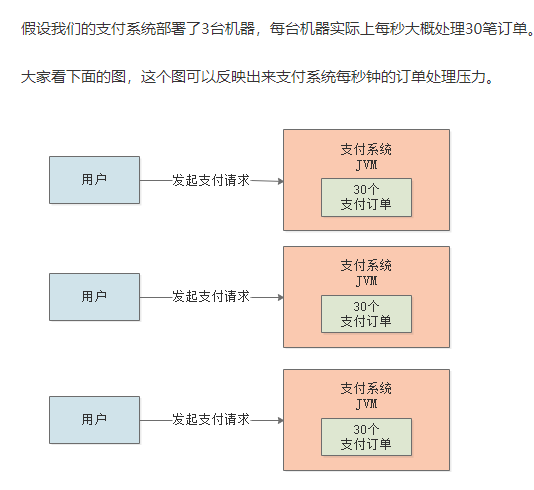 假设我们的支付系统部署了3台机器，每台机器实际上每秒大概处理30笔订单。
大家看下面的图，这个图可以反映出来支付系统每秒钟的订单处理压力。
用户
发起支付请求
支付系统
JVM
30个
支付订单
用户
发起支付请求
支付系统
JVM
30个
支付订单
用户
发起支付请求
支付系统
JVM
30个
支付订单